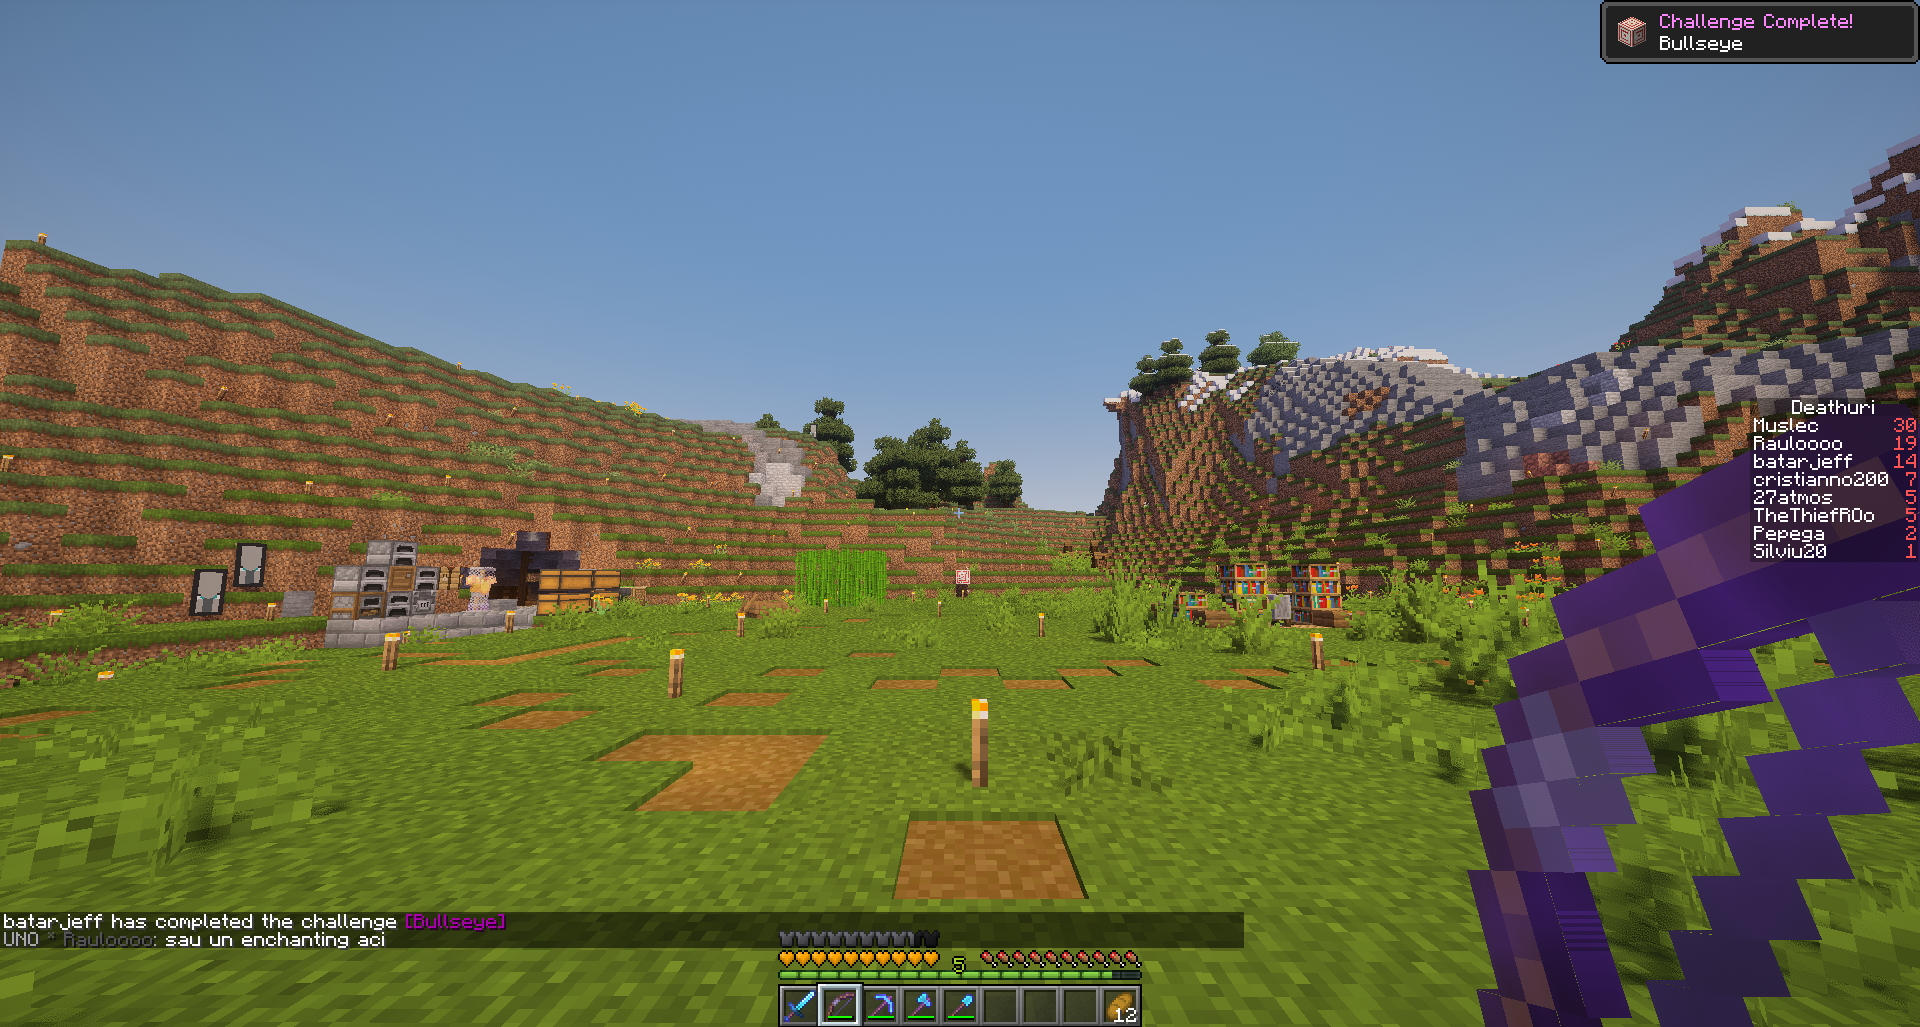 Challenge Complete!
Bullseye
Deathuri
Muslec 30
Rauloooo 19
batarjeff 14
cristianno200 7
27atmos 5
TheThiefROo 5
Pepega 2
Silviu20 1
batarjeff has completed the challenge [Bullseye]
UNO * Rauloooo: sau un enchanting aci
5
12